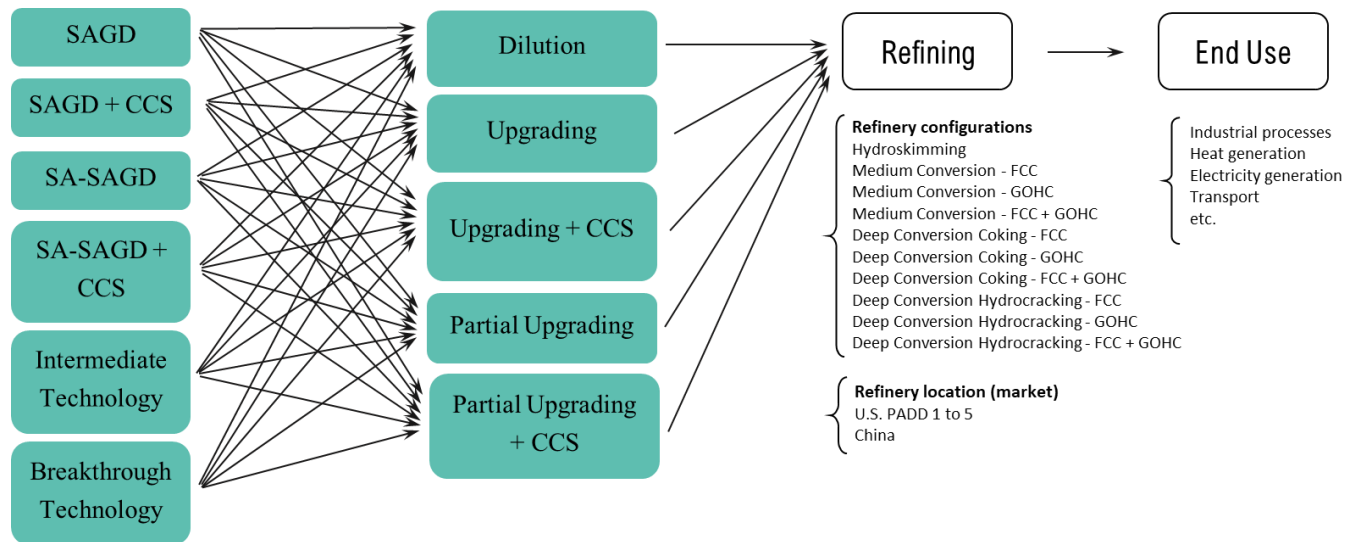 SAGD
SAGD + CCS
SA-SAGD
SA-SAGD +
CCS
Intermediate
Technology
Breakthrough
Technology
Dilution
Upgrading
Upgrading + CCS
Partial Upgrading
Partial Upgrading
+ CCS
Refining
Refinery configurations
Hydroskimming
Medium Conversion - FCC
Medium Conversion - GOHC
Medium Conversion - FCC + GOHC
Deep Conversion Coking - FCC
Deep Conversion Coking - GOHC
Deep Conversion Coking - FCC + GOHC
Deep Conversion Hydrocracking - FCC
Deep Conversion Hydrocracking - GOHC
Deep Conversion Hydrocracking - FCC + GOHC
Refinery location (market)
U.S. PADD 1 to 5
China
End Use
Industrial processes
Heat generation
Electricity generation
Transport
etc.